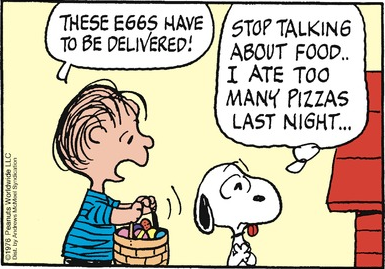 THESE EGGS HAVE
TO BE DELIVERED!
STOP TALKING
ABOUT FOOD..
I ATE TOO
MANY PIZZAS
LAST NIGHT...
©1976 Peanuts Worldwide LLC
Dist. by Andrews McMeel Syndication